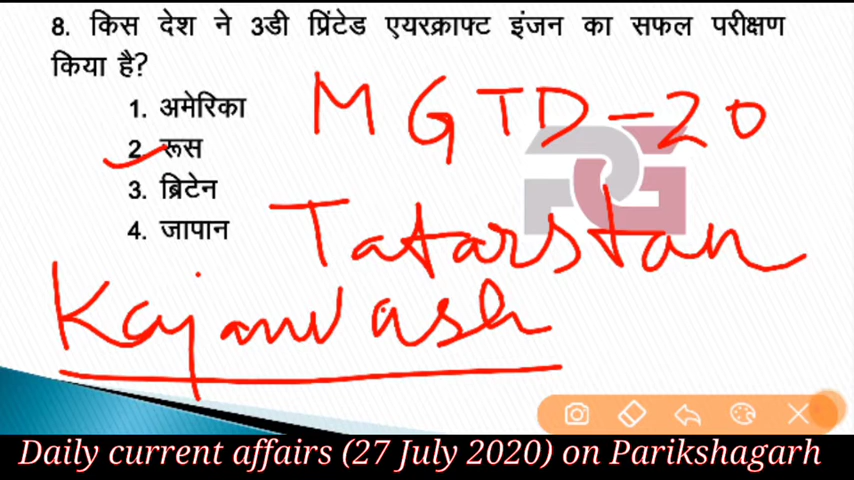 8. किस देश ने 3डी प्रिंटेड एयरक्राफ्ट इंजन का सफल परीक्षण
किया है?
1. अमेरिका
2. रूस
3. ब्रिटेन
4. जापान
MGTD-20
Tatarstan
Daily current affairs (27 July 2020) on Parikshagarh